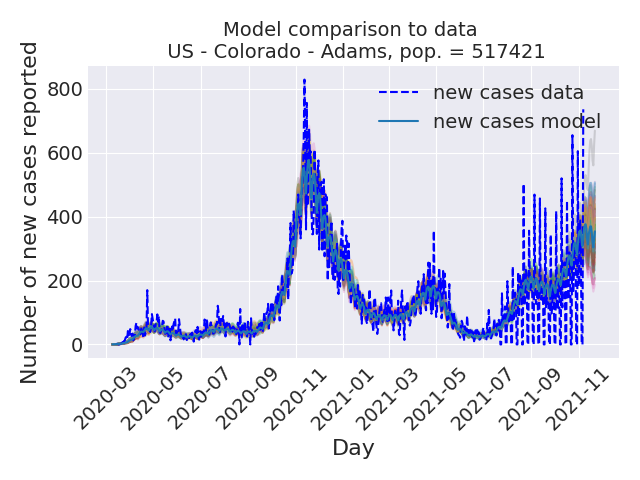 Model comparison to data
US - Colorado - Adams, pop. = 517421
Number of new cases reported
800
600
400
200
0
new cases data
new cases model
2020-03
2020-05
2020-07
2020-09
2020-11
2021-01
2021-03
2021-05
2021-07
2021-09
2021-11
Day